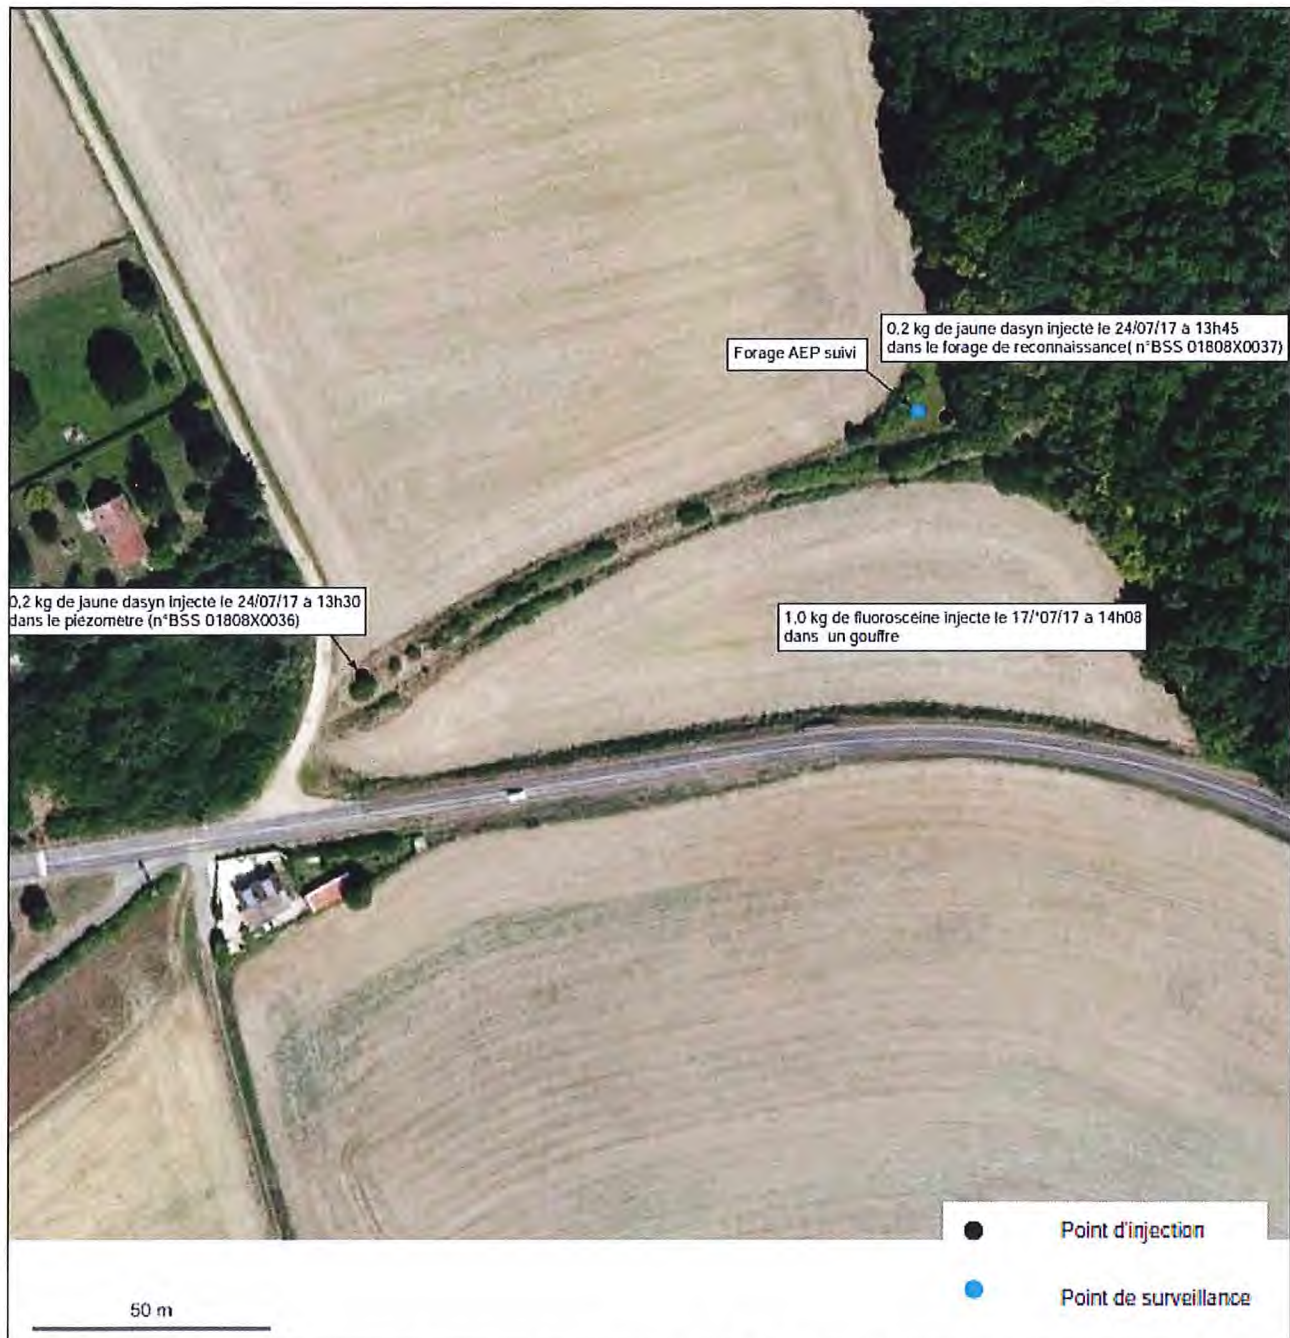 0,2 kg de jaune dasyn injecté le 24/07/17 à 13h45
dans le forage de reconnaissance( n°BSS 01808X0037)
Forage AEP suivi
0,2 kg de jaune dasyn injecté le 24/07/17 à 13h30
dans le piézomètre (n°BSS 01808X0036)
1,0 kg de fluoroscéine injecté le 17/*07/17 à 14h08
dans un gouffre
Point d'injection
Point de surveillance
50 m